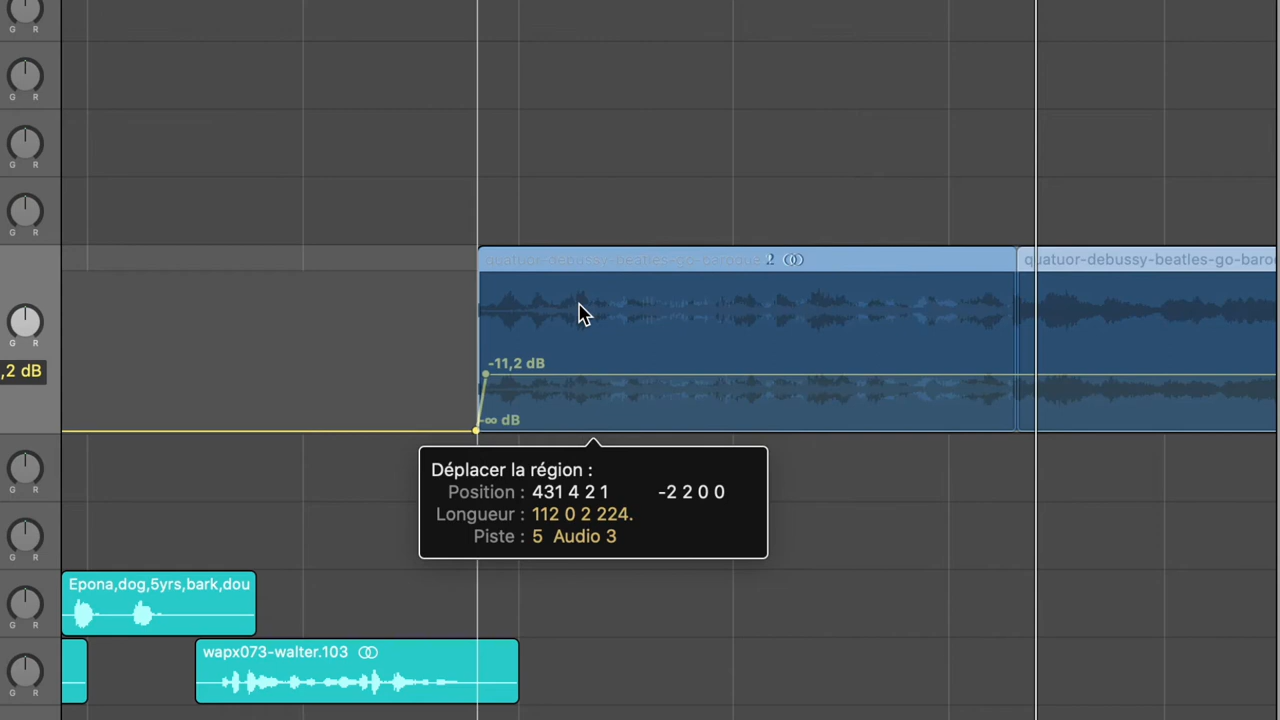 G R
G R
G R
G R
quatuor-debussy-beatles-go-baroque 2
quatuor-debussy-beatles-go-baro
G R
,2 dB
-11,2 dB
-∞ dB
Déplacer la région :
Position : 431 4 2 1 -2 2 0 0
Longueur : 112 0 2 224.
Piste : 5 Audio 3
G R
G R
Epona,dog,5yrs,bark,dou
G R
wapx073-walter.103
G R